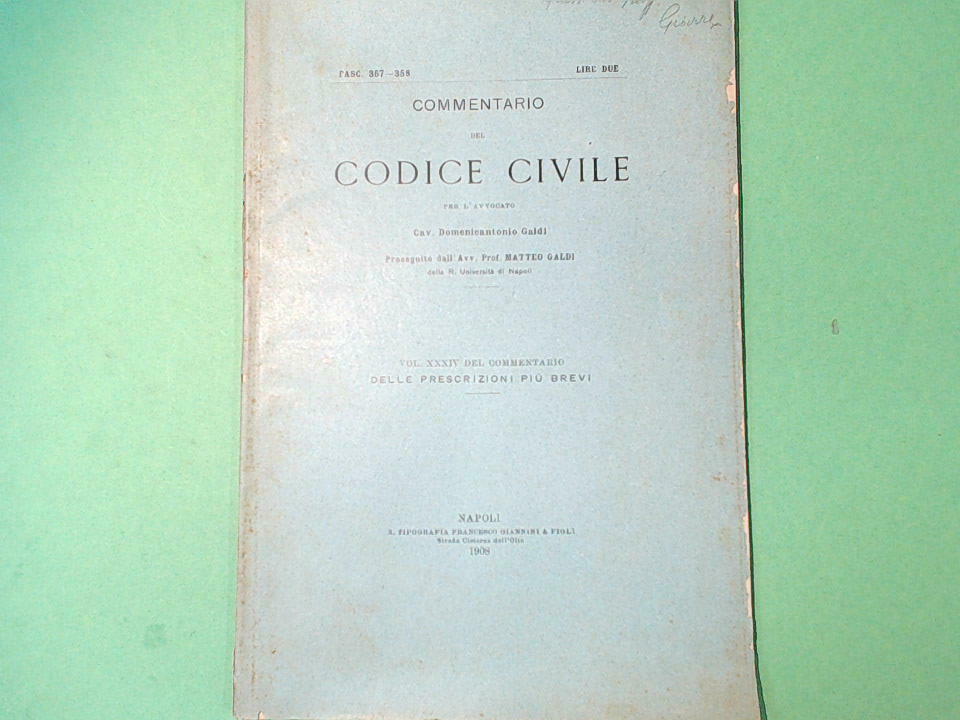 FASC. 357-358 LIRE DUE
COMMENTARIO
DEL
CODICE CIVILE
PER L'AVVOCATO
Cav. Domenicantonio Galdi
Proseguito dall'Avv. Prof. MATTEO GALDI
della R. Università di Napoli
VOL. XXXIV DEL COMMENTARIO
DELLE PRESCRIZIONI PIÙ BREVI
NAPOLI
R. TIPOGRAFIA FRANCESCO GIANNINI & FIGLI
Strada Cisterna dell'Olio
1908